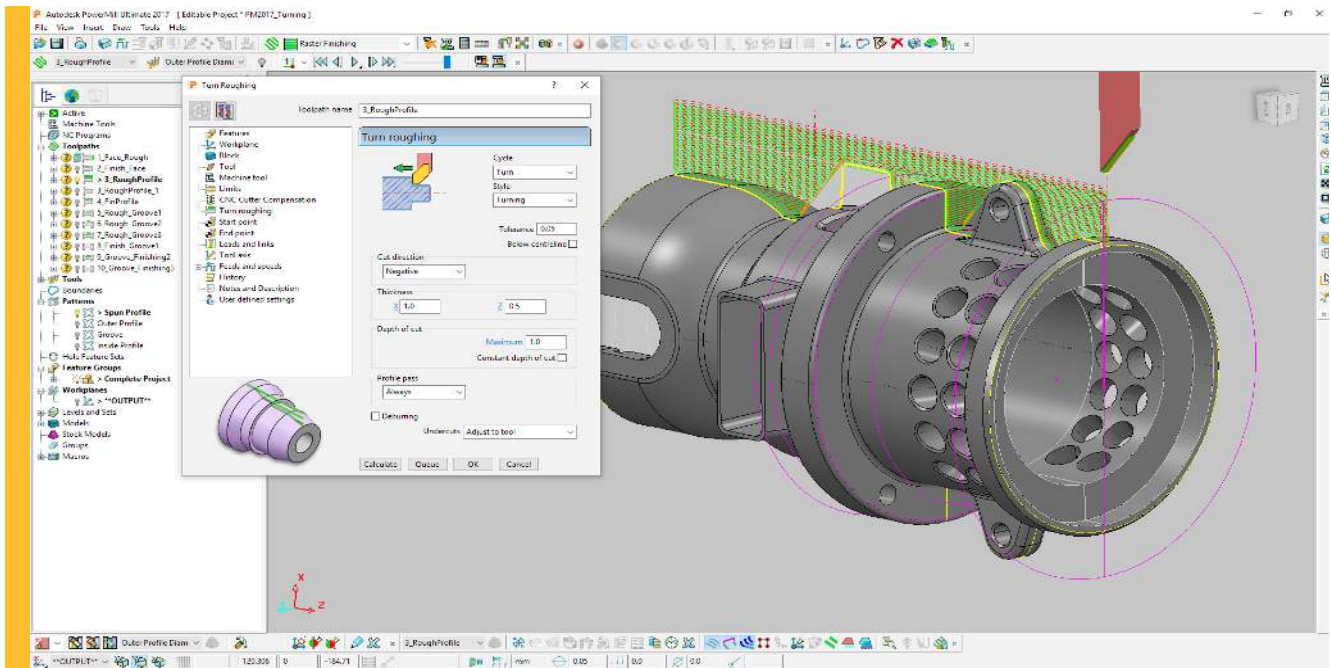 Autodesk PowerMill Ultimate 2017 [ Editable Project * PM2017_Turning ]
File View Insert Draw Tools Help
Raster Finishing
3_RoughProfile Outer Profile Diam
Turn Roughing
Toolpath name 3_RoughProfile
Active
Machine Tools
NC Programs
Toolpaths
1_Face_Rough
2_Finish_Face
> 3_RoughProfile
3_RoughProfile_1
4_FinProfile
5_Rough_Groove1
6_Rough_Groove2
7_Rough_Groove3
8_Finish_Groove1
9_Groove_Finishing2
10_Groove_Finishing3
Tools
Boundaries
Patterns
> Spun Profile
Outer Profile
Groove
Inside Profile
Hole Feature Sets
Feature Groups
> Complete Project
Workplanes
> **OUTPUT**
Levels and Sets
Models
Stock Models
Groups
Macros
Features
Workplane
Block
Tool
Machine tool
Limits
CNC Cutter Compensation
Turn roughing
Start point
End point
Leads and links
Tool axis
Feeds and speeds
History
Notes and Description
User defined settings
Turn roughing
Cycle
Turn
Style
Turning
Tolerance 0.05
Below centreline
Cut direction
Negative
Thickness
X 1.0 Z 0.5
Depth of cut
Maximum 1.0
Constant depth of cut
Profile pass
Always
Deburring
Undercuts Adjust to tool
Calculate Queue OK Cancel
X
Z
Outer Profile Diam 3_RoughProfile
**OUTPUT** 0 -184.71 mm 0.05 0.0 0.0